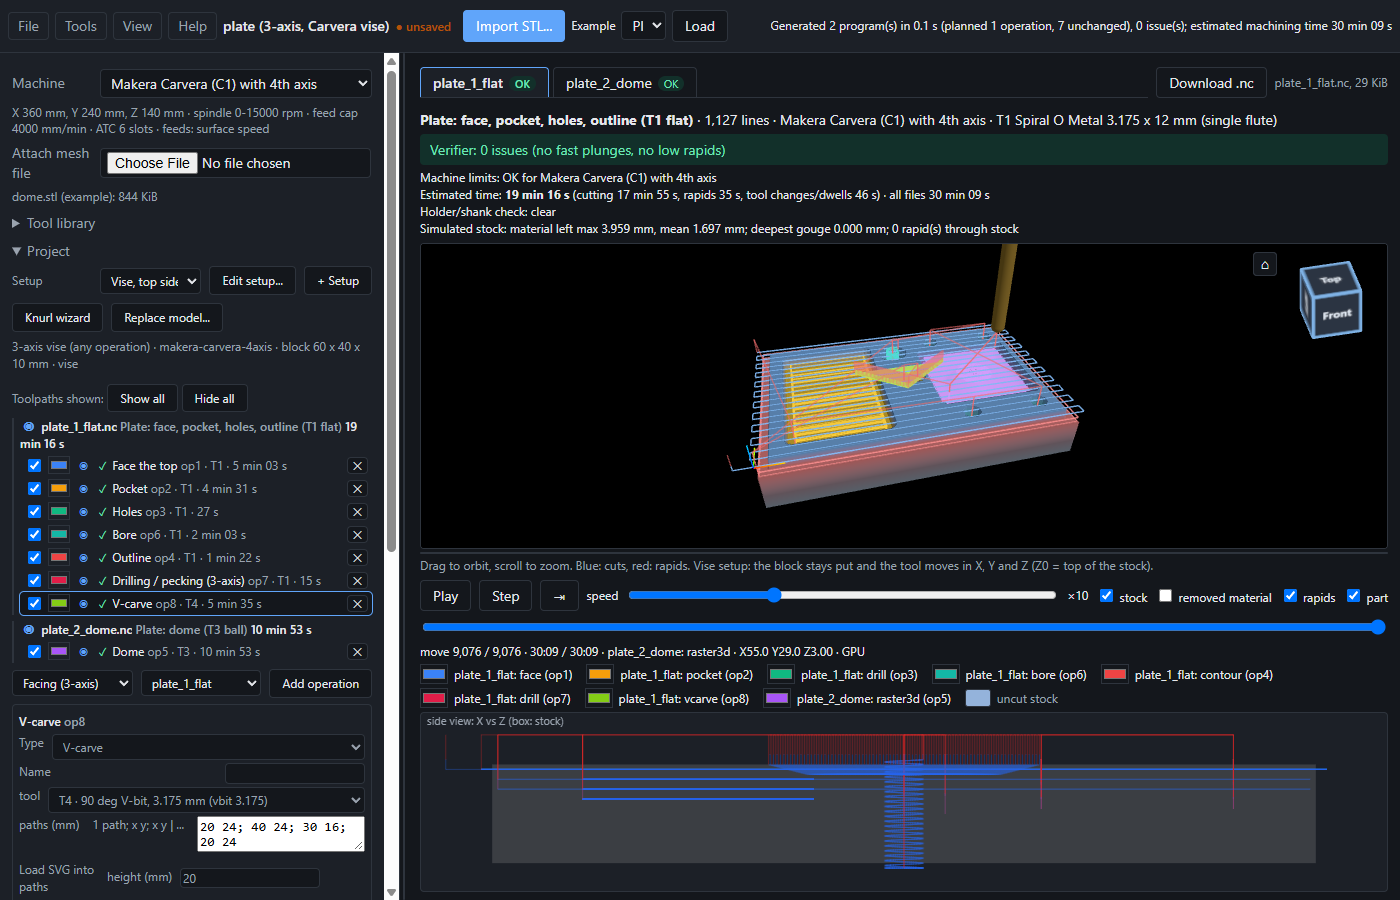 File Tools View Help plate (3-axis, Carvera vise) ● unsaved Import STL... Example Pl Load Generated 2 program(s) in 0.1 s (planned 1 operation, 7 unchanged), 0 issue(s); estimated machining time 30 min 09 s
Machine Makera Carvera (C1) with 4th axis
X 360 mm, Y 240 mm, Z 140 mm · spindle 0-15000 rpm · feed cap
4000 mm/min · ATC 6 slots · feeds: surface speed
Attach mesh file Choose File No file chosen
dome.stl (example): 844 KiB
▶ Tool library
▼ Project
Setup Vise, top side Edit setup... + Setup
Knurl wizard Replace model...
3-axis vise (any operation) · makera-carvera-4axis · block 60 x 40 x
10 mm · vise
Toolpaths shown: Show all Hide all
plate_1_flat.nc Plate: face, pocket, holes, outline (T1 flat) 19
min 16 s
✓ Face the top op1 · T1 · 5 min 03 s ×
✓ Pocket op2 · T1 · 4 min 31 s ×
✓ Holes op3 · T1 · 27 s ×
✓ Bore op6 · T1 · 2 min 03 s ×
✓ Outline op4 · T1 · 1 min 22 s ×
✓ Drilling / pecking (3-axis) op7 · T1 · 15 s ×
✓ V-carve op8 · T4 · 5 min 35 s ×
plate_2_dome.nc Plate: dome (T3 ball) 10 min 53 s
✓ Dome op5 · T3 · 10 min 53 s ×
Facing (3-axis) plate_1_flat Add operation
V-carve op8
Type V-carve
Name
tool T4 · 90 deg V-bit, 3.175 mm (vbit 3.175)
paths (mm) 1 path; x y; x y | ... 20 24; 40 24; 30 16;
20 24
Load SVG into paths height (mm) 20
plate_1_flat OK plate_2_dome OK Download .nc plate_1_flat.nc, 29 KiB
Plate: face, pocket, holes, outline (T1 flat) · 1,127 lines · Makera Carvera (C1) with 4th axis · T1 Spiral O Metal 3.175 x 12 mm (single flute)
Verifier: 0 issues (no fast plunges, no low rapids)
Machine limits: OK for Makera Carvera (C1) with 4th axis
Estimated time: 19 min 16 s (cutting 17 min 55 s, rapids 35 s, tool changes/dwells 46 s) · all files 30 min 09 s
Holder/shank check: clear
Simulated stock: material left max 3.959 mm, mean 1.697 mm; deepest gouge 0.000 mm; 0 rapid(s) through stock
⌂
Top
Front
Drag to orbit, scroll to zoom. Blue: cuts, red: rapids. Vise setup: the block stays put and the tool moves in X, Y and Z (Z0 = top of the stock).
Play Step ⇥ speed ×10 stock removed material rapids part
move 9,076 / 9,076 · 30:09 / 30:09 · plate_2_dome: raster3d · X55.0 Y29.0 Z3.00 · GPU
plate_1_flat: face (op1) plate_1_flat: pocket (op2) plate_1_flat: drill (op3) plate_1_flat: bore (op6) plate_1_flat: contour (op4)
plate_1_flat: drill (op7) plate_1_flat: vcarve (op8) plate_2_dome: raster3d (op5) uncut stock
side view: X vs Z (box: stock)